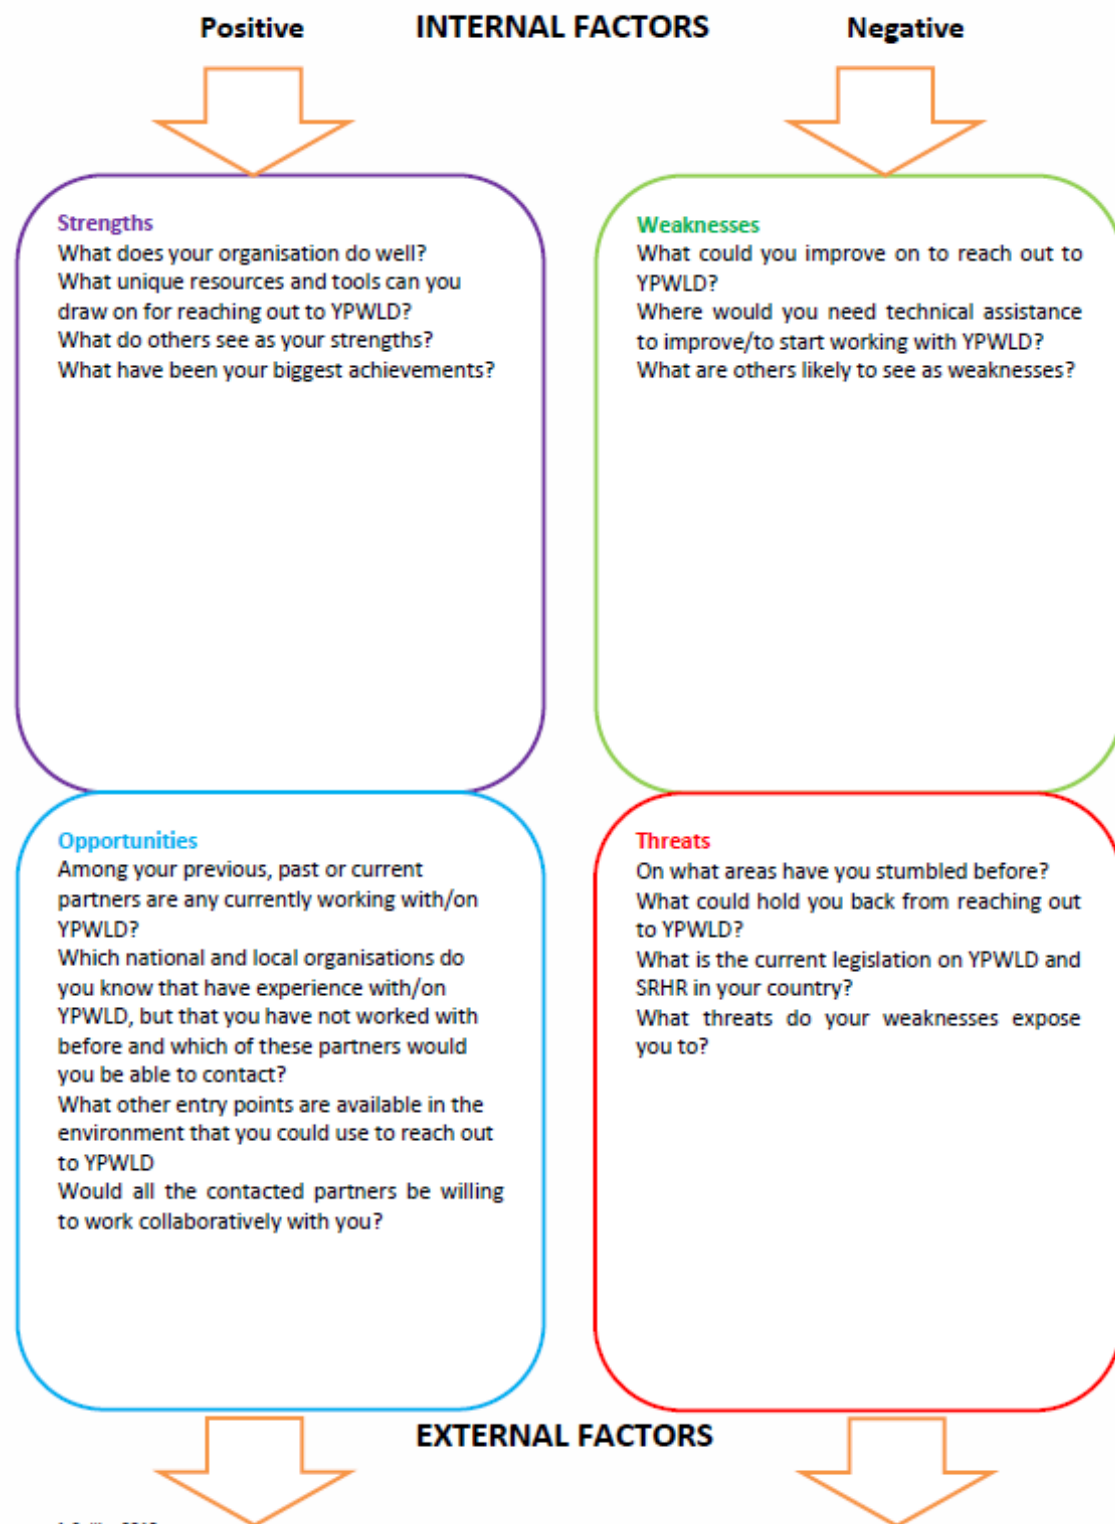 Positive
INTERNAL FACTORS
Negative
Strengths
What does your organisation do well?
What unique resources and tools can you
draw on for reaching out to YPWLD?
What do others see as your strengths?
What have been your biggest achievements?
Weaknesses
What could you improve on to reach out to
YPWLD?
Where would you need technical assistance
to improve/to start working with YPWLD?
What are others likely to see as weaknesses?
Opportunities
Among your previous, past or current
partners are any currently working with/on
YPWLD?
Which national and local organisations do
you know that have experience with/on
YPWLD, but that you have not worked with
before and which of these partners would
you be able to contact?
What other entry points are available in the
environment that you could use to reach out
to YPWLD
Would all the contacted partners be willing
to work collaboratively with you?
Threats
On what areas have you stumbled before?
What could hold you back from reaching out
to YPWLD?
What is the current legislation on YPWLD and
SRHR in your country?
What threats do your weaknesses expose
you to?
EXTERNAL FACTORS